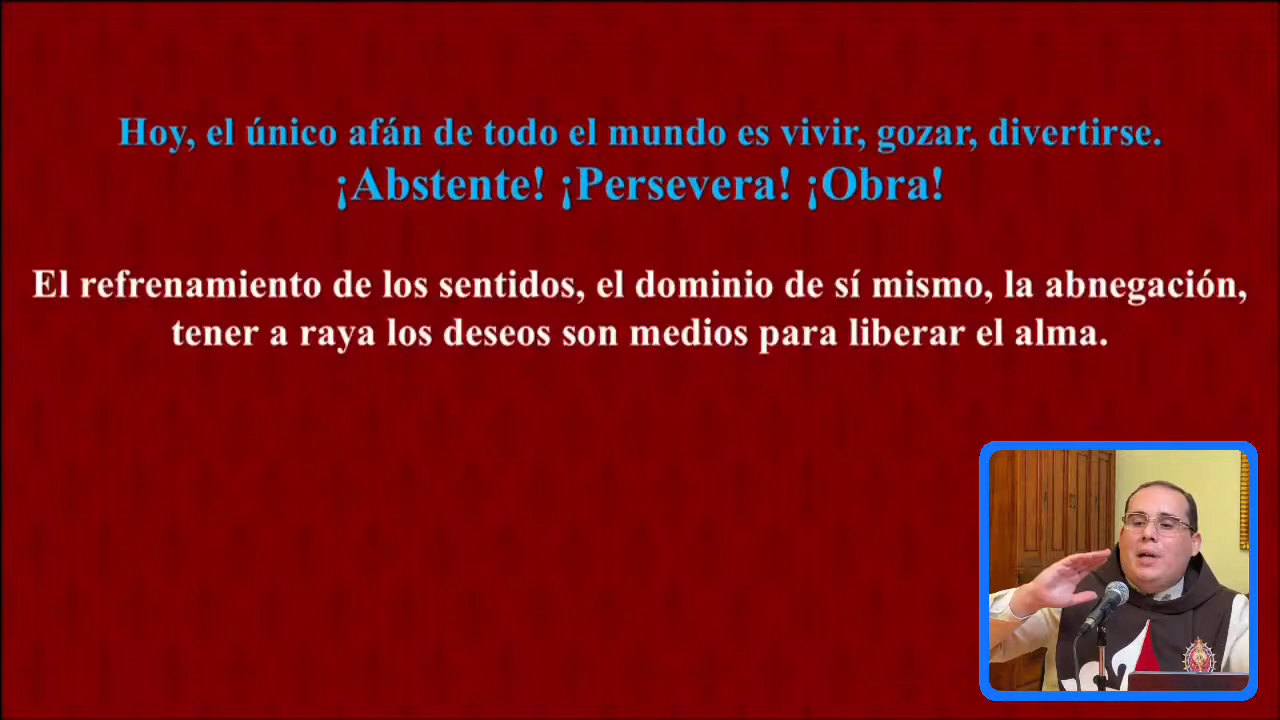 Hoy, el único afán de todo el mundo es vivir, gozar, divertirse.
¡Abstente! ¡Persevera! ¡Obra!
El refrenamiento de los sentidos, el dominio de sí mismo, la abnegación,
tener a raya los deseos son medios para liberar el alma.